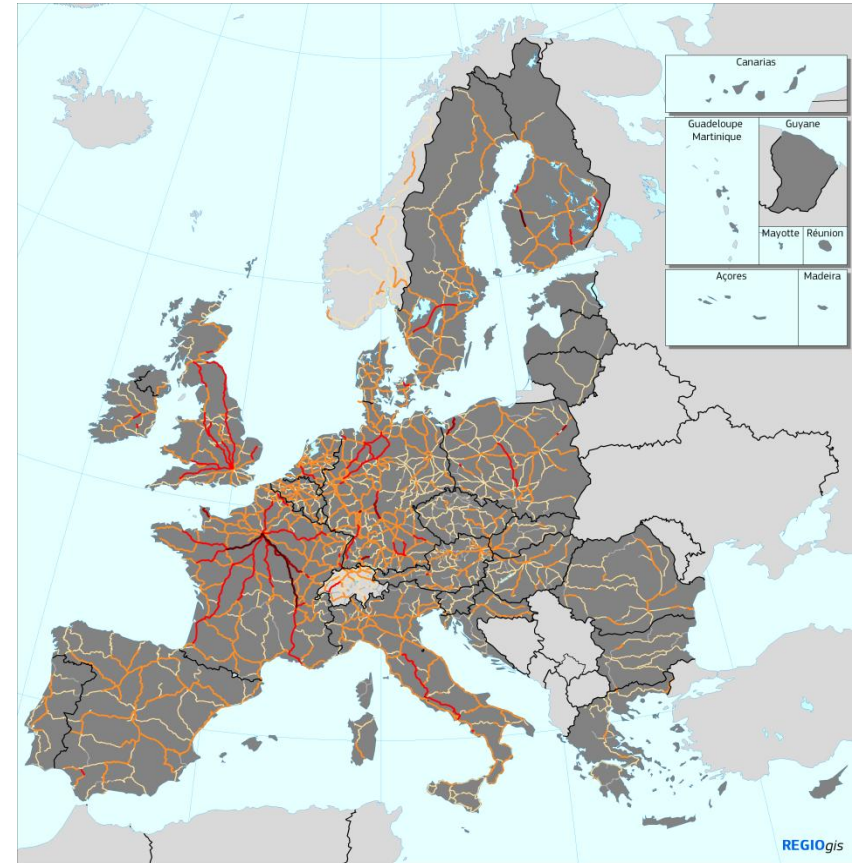 Canarias
Guadeloupe
Martinique
Guyane
Mayotte
Réunion
Açores
Madeira
REGIOgis